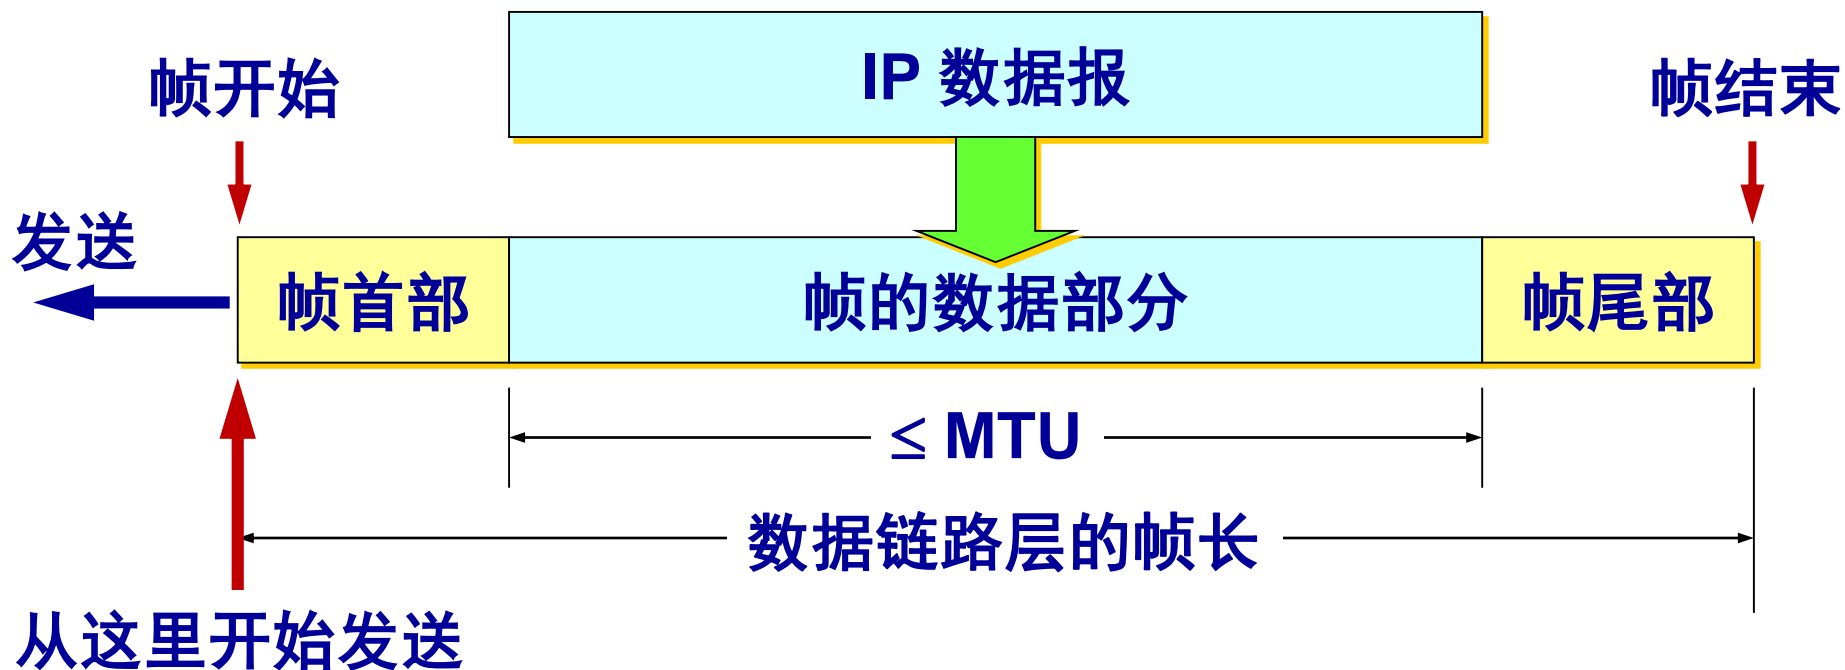 IP 数据报
帧开始
帧结束
发送
帧首部
帧的数据部分
帧尾部
≤ MTU
数据链路层的帧长
从这里开始发送